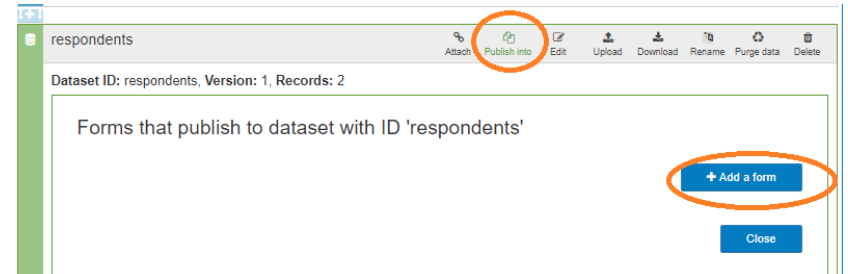 respondents
Attach Publish into Edit Upload Download Rename Purge data Delete
Dataset ID: respondents, Version: 1, Records: 2
Forms that publish to dataset with ID 'respondents'
+ Add a form
Close